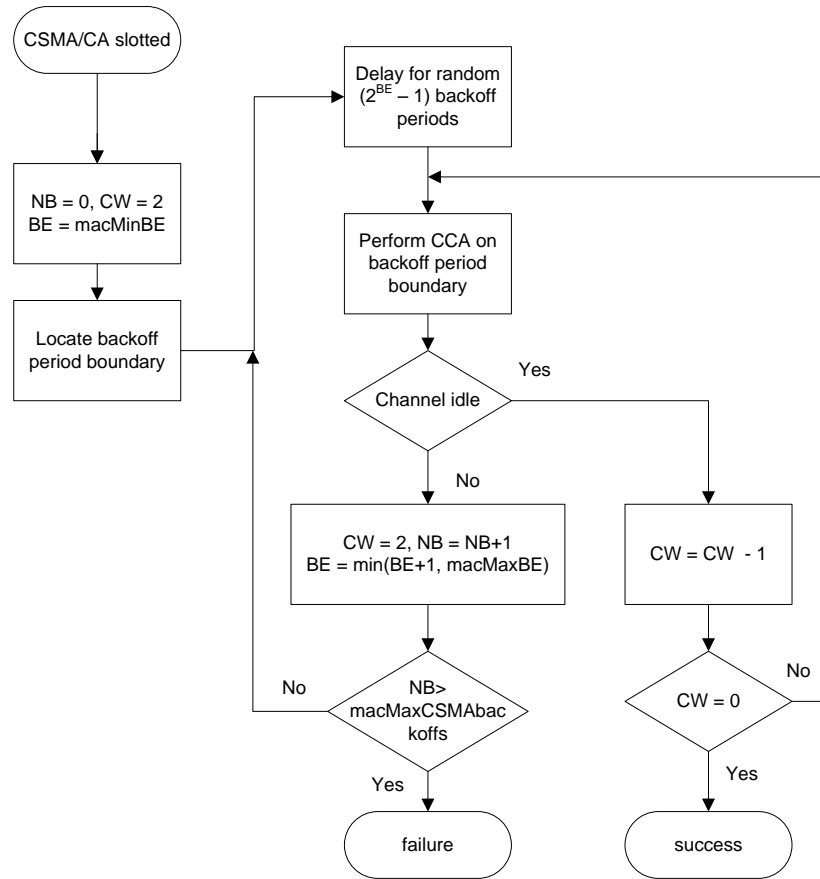 CSMA/CA slotted
NB = 0, CW = 2
BE = macMinBE
Locate backoff
period boundary
Delay for random
(2^BE – 1) backoff
periods
Perform CCA on
backoff period
boundary
Channel idle
Yes
No
CW = 2, NB = NB+1
BE = min(BE+1, macMaxBE)
CW = CW - 1
No
NB>
macMaxCSMAbac
koffs
CW = 0
No
Yes
Yes
failure
success